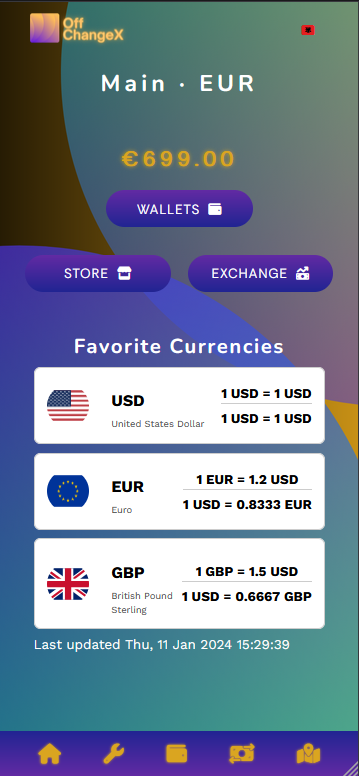 Off
ChangeX
Main · EUR
€699.00
WALLETS
STORE
EXCHANGE
Favorite Currencies
USD
United States Dollar
1 USD = 1 USD
1 USD = 1 USD
EUR
Euro
1 EUR = 1.2 USD
1 USD = 0.8333 EUR
GBP
British Pound
Sterling
1 GBP = 1.5 USD
1 USD = 0.6667 GBP
Last updated Thu, 11 Jan 2024 15:29:39